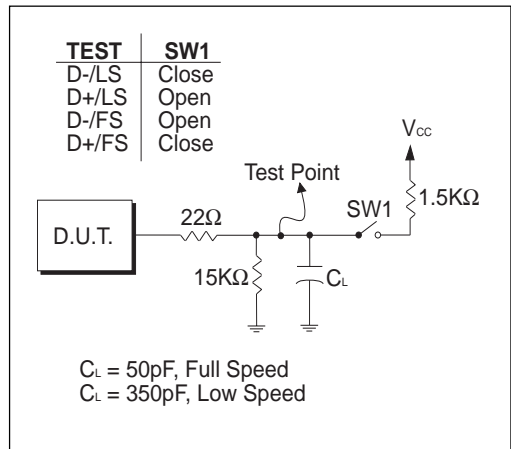 TEST SW1
D-/LS Close
D+/LS Open
D-/FS Open
D+/FS Close
Vcc
Test Point
1.5KΩ
SW1
22Ω
D.U.T.
15KΩ
CL
CL = 50pF, Full Speed
CL = 350pF, Low Speed